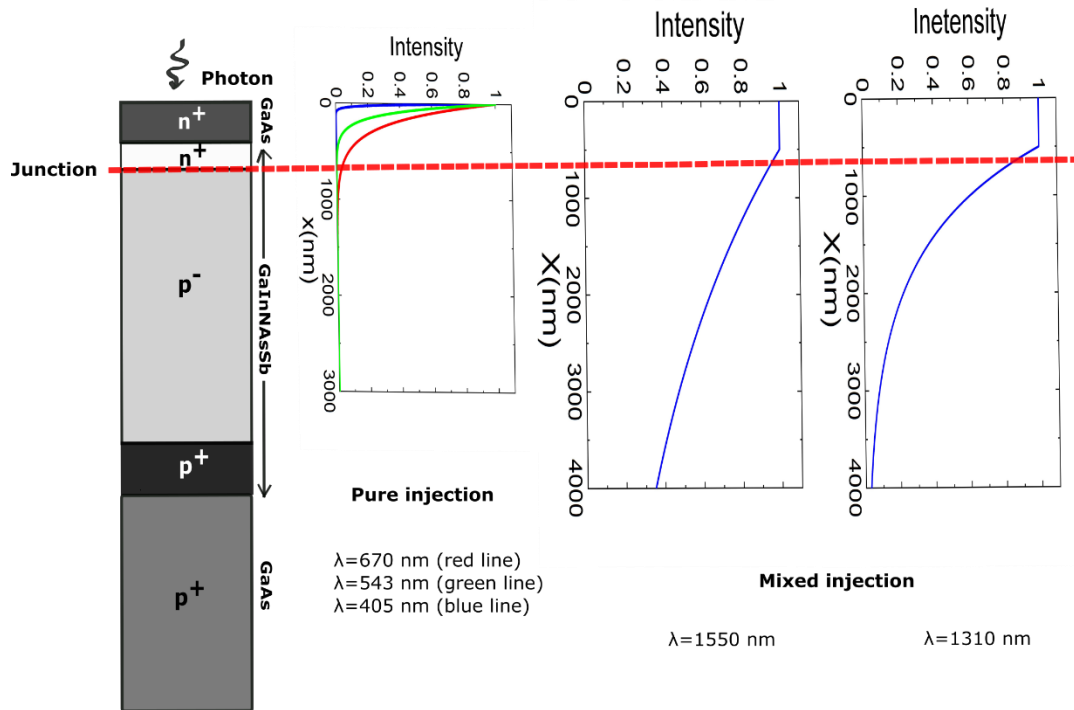 Photon
n+
GaAs
n+
Junction
p-
GaInNAsSb
p+
p+
GaAs
Intensity
0 0.2 0.4 0.6 0.8 1
0
1000
2000
3000
x(nm)
Pure injection
λ=670 nm (red line)
λ=543 nm (green line)
λ=405 nm (blue line)
Intensity
0 0.2 0.4 0.6 0.8 1
0
1000
2000
3000
4000
X(nm)
Inetensity
0 0.2 0.4 0.6 0.8 1
0
1000
2000
3000
4000
X(nm)
Mixed injection
λ=1550 nm
λ=1310 nm